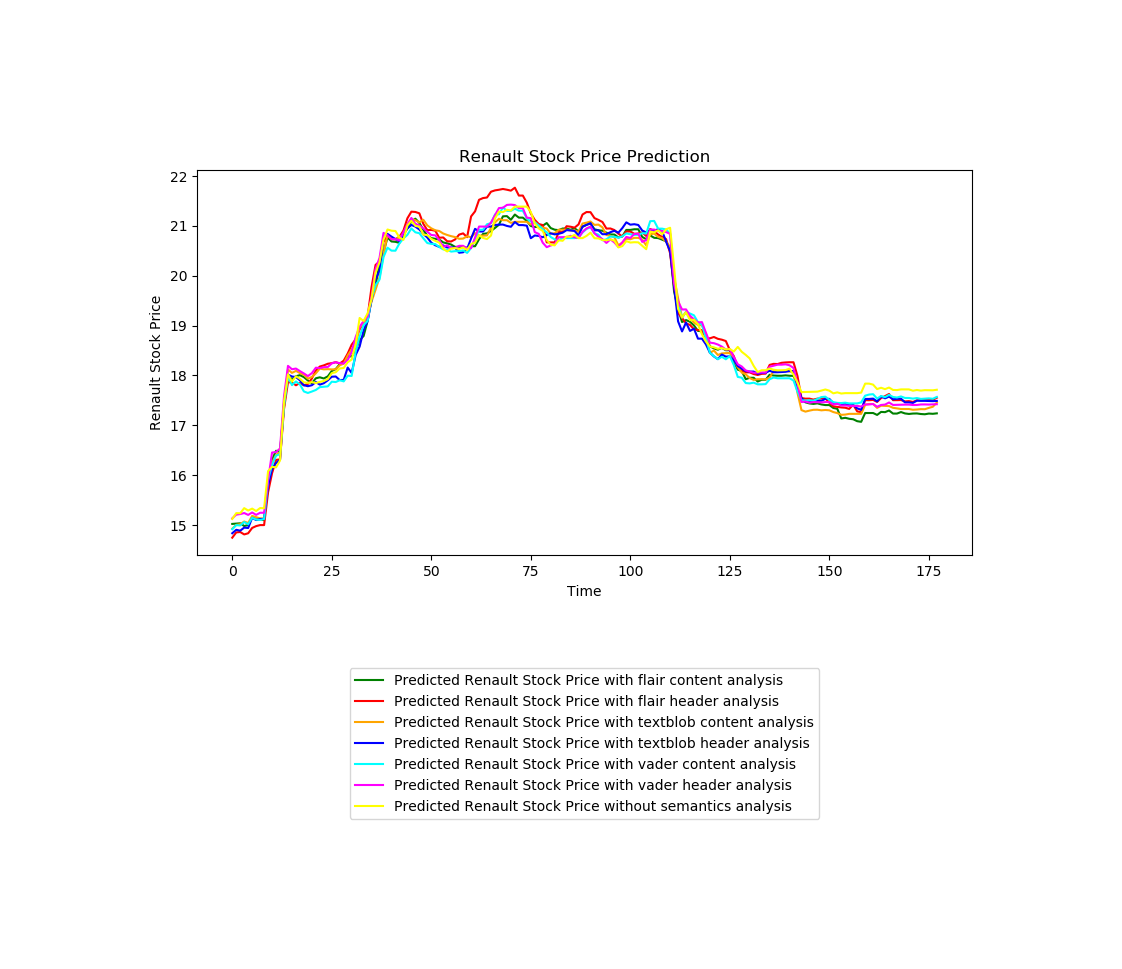 Renault Stock Price Prediction
22
21
20
19
18
17
16
15
Renault Stock Price
0 25 50 75 100 125 150 175
Time
Predicted Renault Stock Price with flair content analysis
Predicted Renault Stock Price with flair header analysis
Predicted Renault Stock Price with textblob content analysis
Predicted Renault Stock Price with textblob header analysis
Predicted Renault Stock Price with vader content analysis
Predicted Renault Stock Price with vader header analysis
Predicted Renault Stock Price without semantics analysis